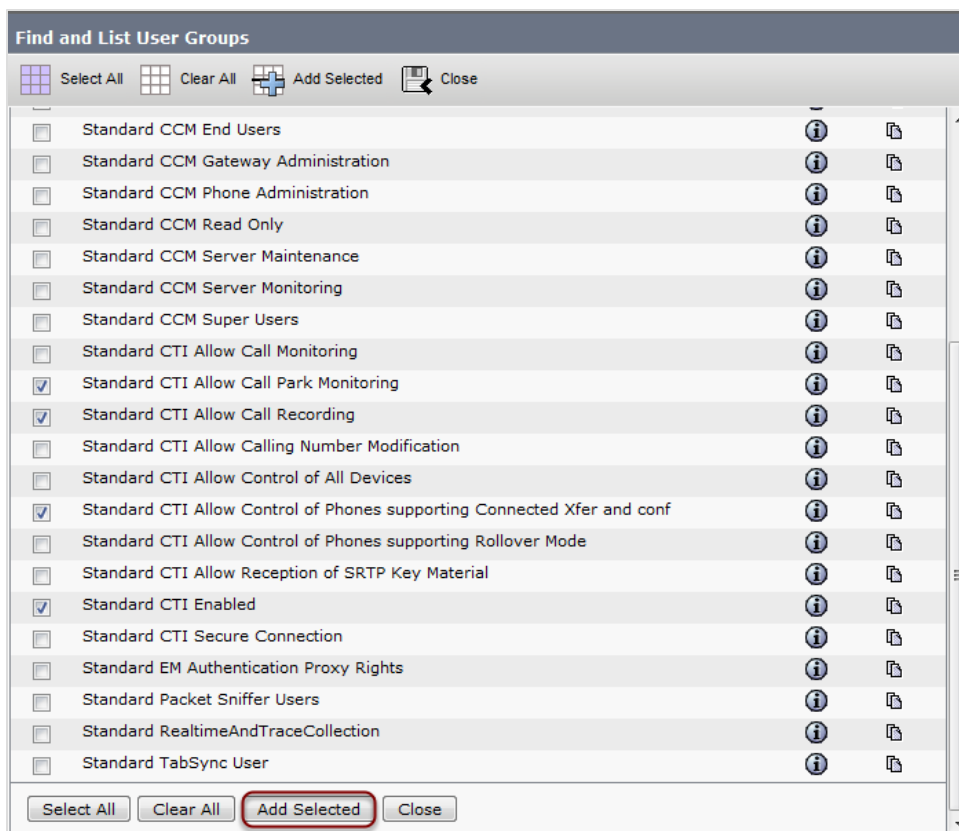 Find and List User Groups
Select All Clear All Add Selected Close
Standard CCM End Users
Standard CCM Gateway Administration
Standard CCM Phone Administration
Standard CCM Read Only
Standard CCM Server Maintenance
Standard CCM Server Monitoring
Standard CCM Super Users
Standard CTI Allow Call Monitoring
Standard CTI Allow Call Park Monitoring
Standard CTI Allow Call Recording
Standard CTI Allow Calling Number Modification
Standard CTI Allow Control of All Devices
Standard CTI Allow Control of Phones supporting Connected Xfer and conf
Standard CTI Allow Control of Phones supporting Rollover Mode
Standard CTI Allow Reception of SRTP Key Material
Standard CTI Enabled
Standard CTI Secure Connection
Standard EM Authentication Proxy Rights
Standard Packet Sniffer Users
Standard RealtimeAndTraceCollection
Standard TabSync User
Select All Clear All Add Selected Close